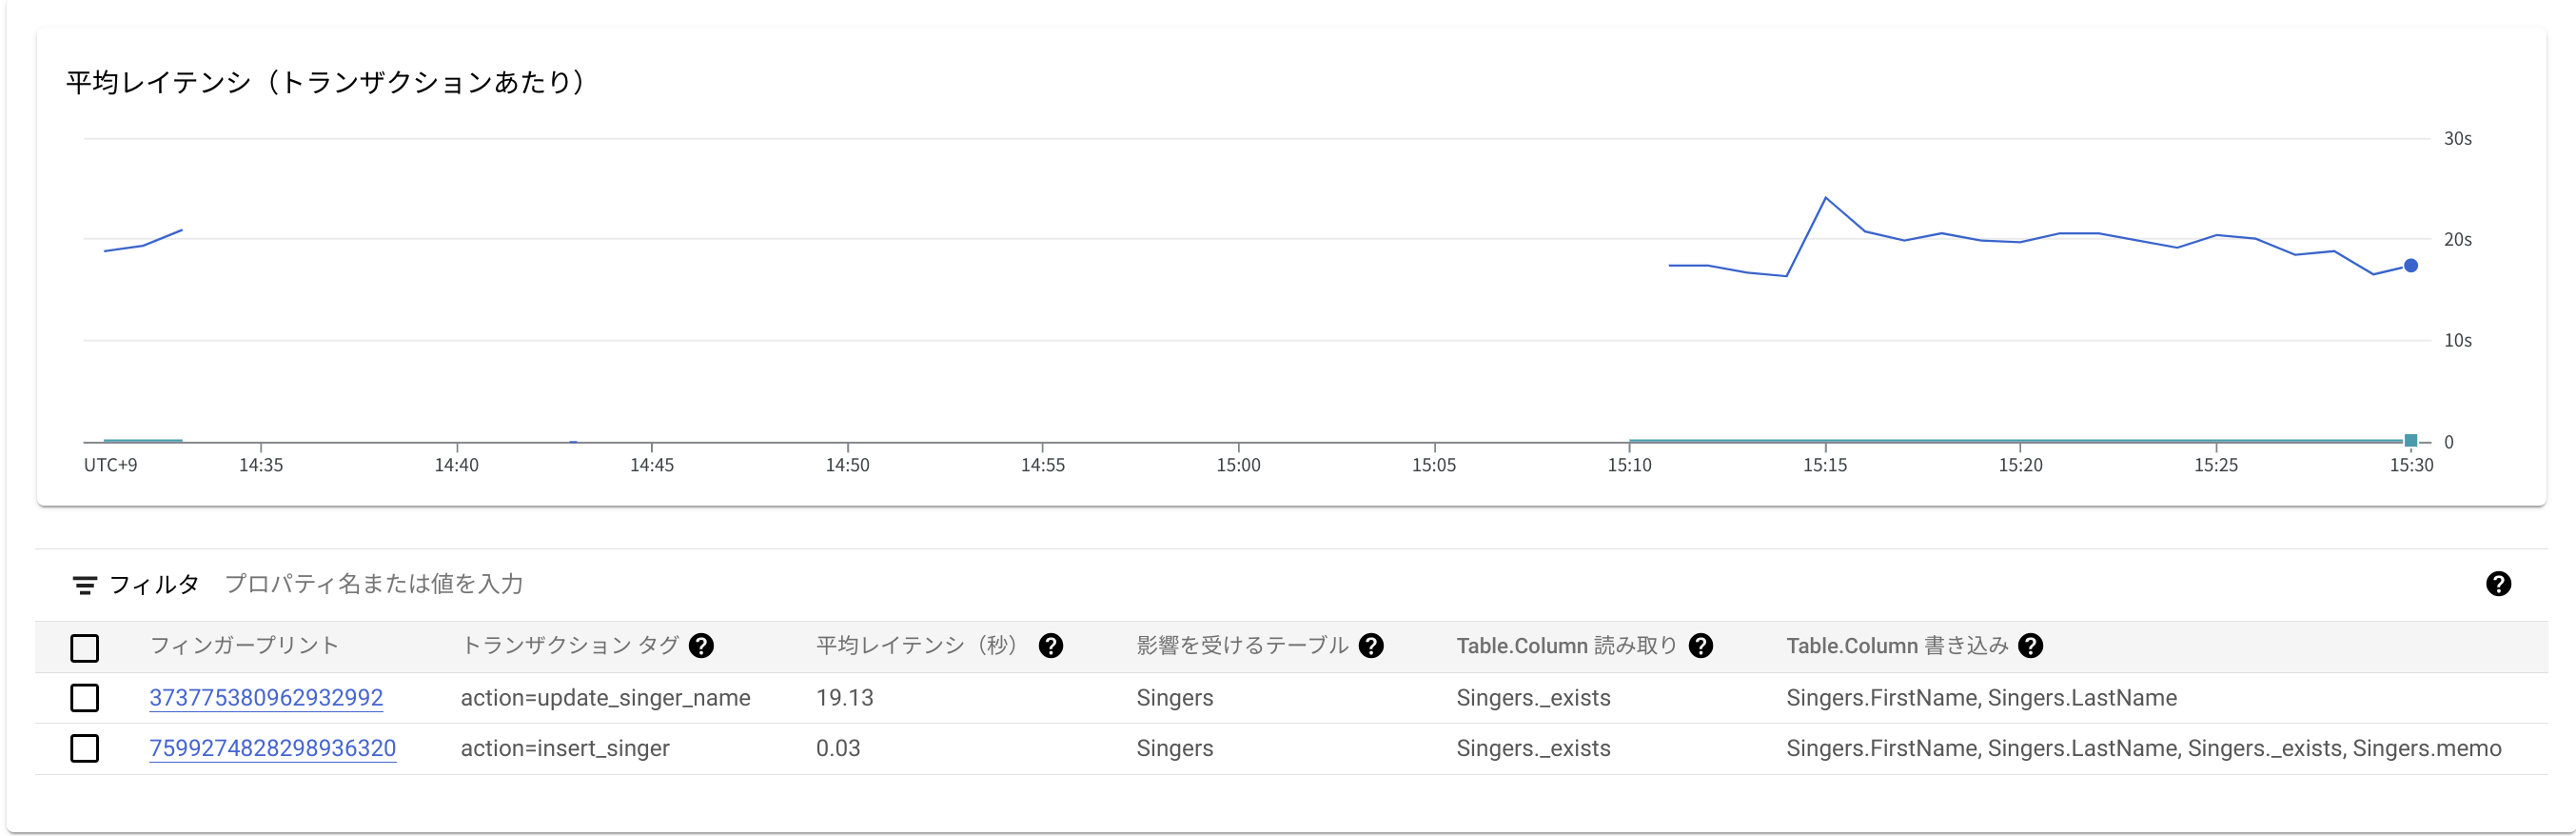 平均レイテンシ（トランザクションあたり）
30s
20s
10s
0
UTC+9 14:35 14:40 14:45 14:50 14:55 15:00 15:05 15:10 15:15 15:20 15:25 15:30
フィルタ プロパティ名または値を入力
フィンガープリント トランザクション タグ 平均レイテンシ（秒） 影響を受けるテーブル Table.Column 読み取り Table.Column 書き込み
373775380962932992 action=update_singer_name 19.13 Singers Singers._exists Singers.FirstName, Singers.LastName
7599274828298936320 action=insert_singer 0.03 Singers Singers._exists Singers.FirstName, Singers.LastName, Singers._exists, Singers.memo